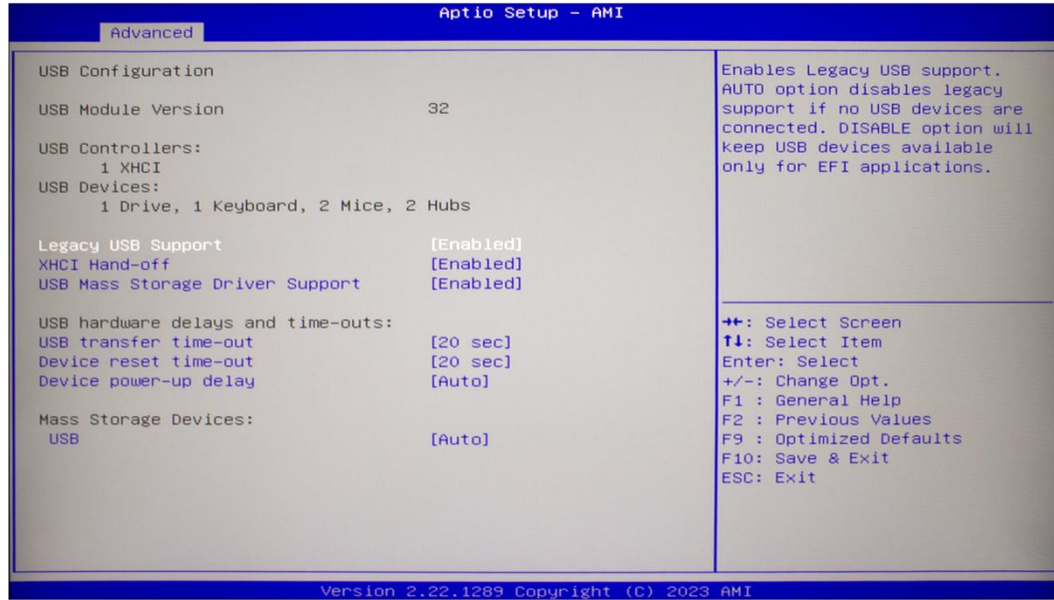 Aptio Setup – AMI
Advanced
USB Configuration
USB Module Version 32
USB Controllers:
1 XHCI
USB Devices:
1 Drive, 1 Keyboard, 2 Mice, 2 Hubs
Legacy USB Support [Enabled]
XHCI Hand-off [Enabled]
USB Mass Storage Driver Support [Enabled]
USB hardware delays and time-outs:
USB transfer time-out [20 sec]
Device reset time-out [20 sec]
Device power-up delay [Auto]
Mass Storage Devices:
USB [Auto]
Enables Legacy USB support.
AUTO option disables legacy
support if no USB devices are
connected. DISABLE option will
keep USB devices available
only for EFI applications.
→←: Select Screen
↑↓: Select Item
Enter: Select
+/-: Change Opt.
F1 : General Help
F2 : Previous Values
F9 : Optimized Defaults
F10: Save & Exit
ESC: Exit
Version 2.22.1289 Copyright (C) 2023 AMI